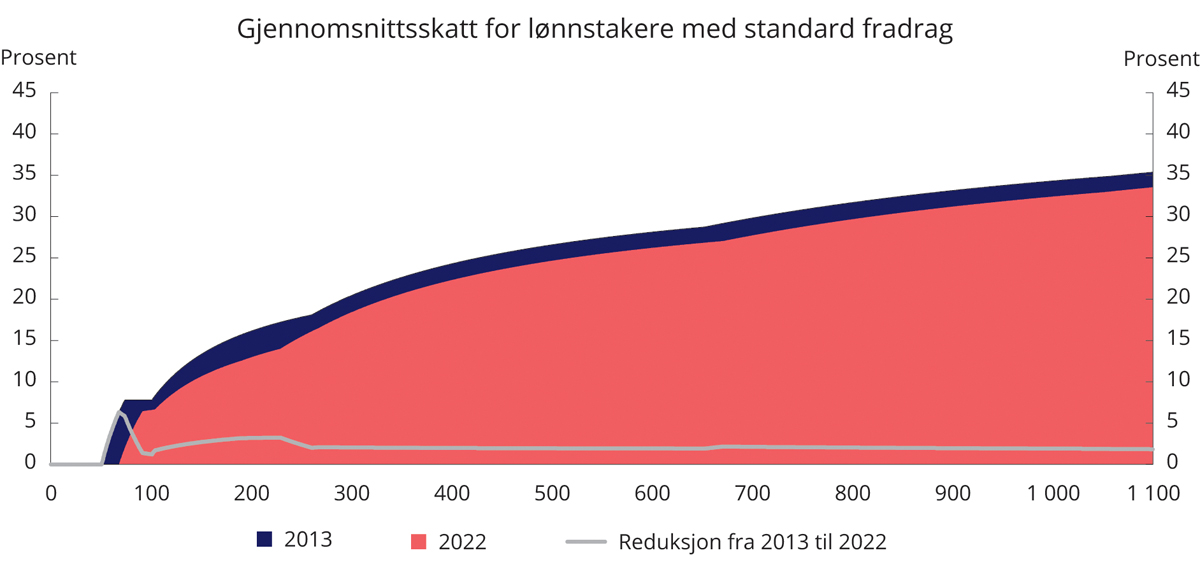 Gjennomsnittsskatt for lønnstakere med standard fradrag
Prosent Prosent
45 45
40 40
35 35
30 30
25 25
20 20
15 15
10 10
5 5
0 0
0 100 200 300 400 500 600 700 800 900 1 000 1 100
2013 2022 Reduksjon fra 2013 til 2022